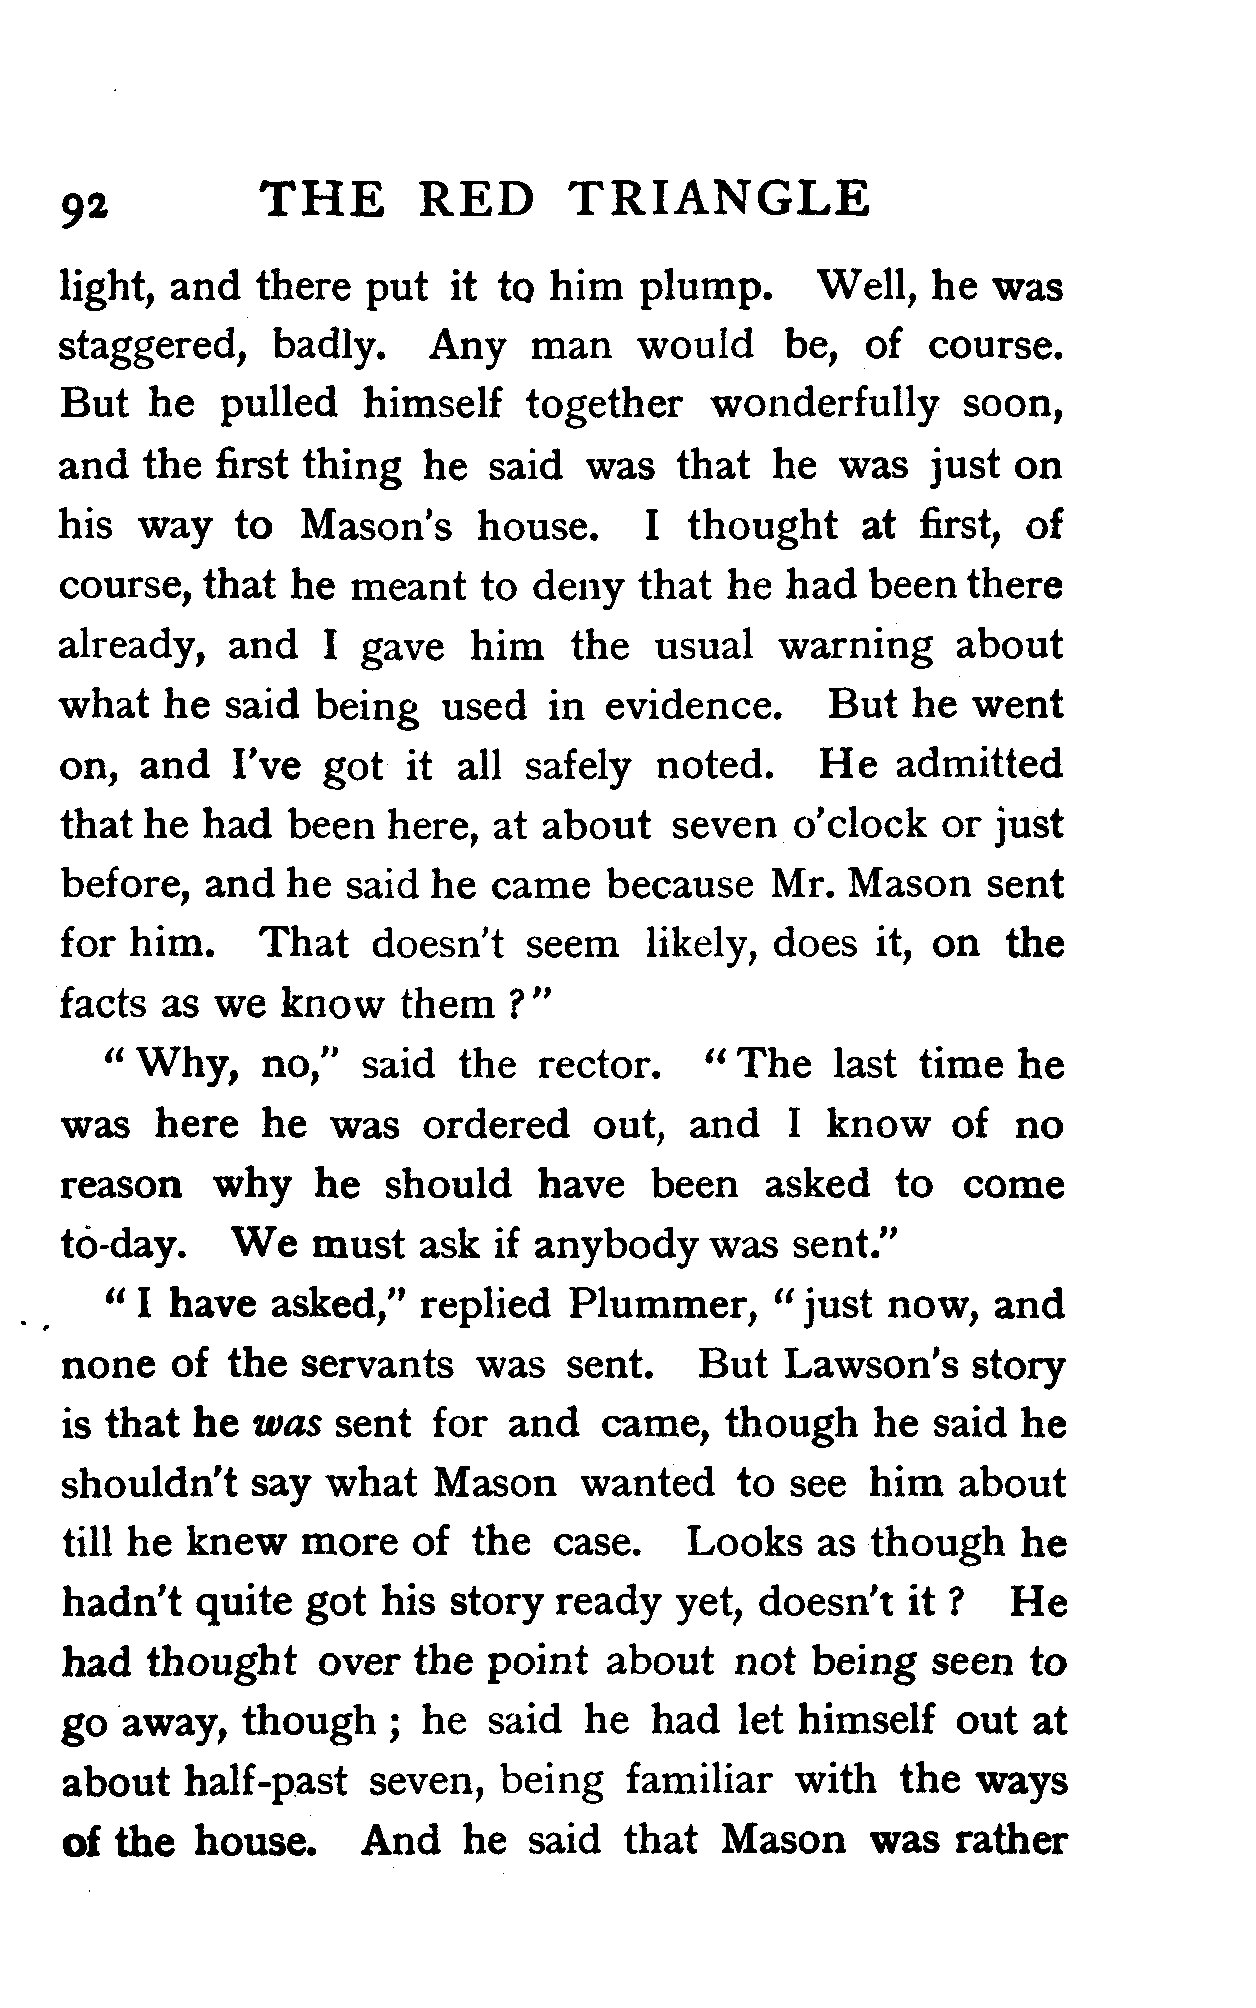 92 THE RED TRIANGLE
light, and there put it to him plump. Well, he was
staggered, badly. Any man would be, of course.
But he pulled himself together wonderfully soon,
and the first thing he said was that he was just on
his way to Mason's house. I thought at first, of
course, that he meant to deny that he had been there
already, and I gave him the usual warning about
what he said being used in evidence. But he went
on, and I've got it all safely noted. He admitted
that he had been here, at about seven o'clock or just
before, and he said he came because Mr. Mason sent
for him. That doesn't seem likely, does it, on the
facts as we know them ?"
"Why, no," said the rector. "The last time he
was here he was ordered out, and I know of no
reason why he should have been asked to come
to-day. We must ask if anybody was sent."
"I have asked," replied Plummer, "just now, and
none of the servants was sent. But Lawson's story
is that he was sent for and came, though he said he
shouldn't say what Mason wanted to see him about
till he knew more of the case. Looks as though he
hadn't quite got his story ready yet, doesn't it ? He
had thought over the point about not being seen to
go away, though ; he said he had let himself out at
about half-past seven, being familiar with the ways
of the house. And he said that Mason was rather